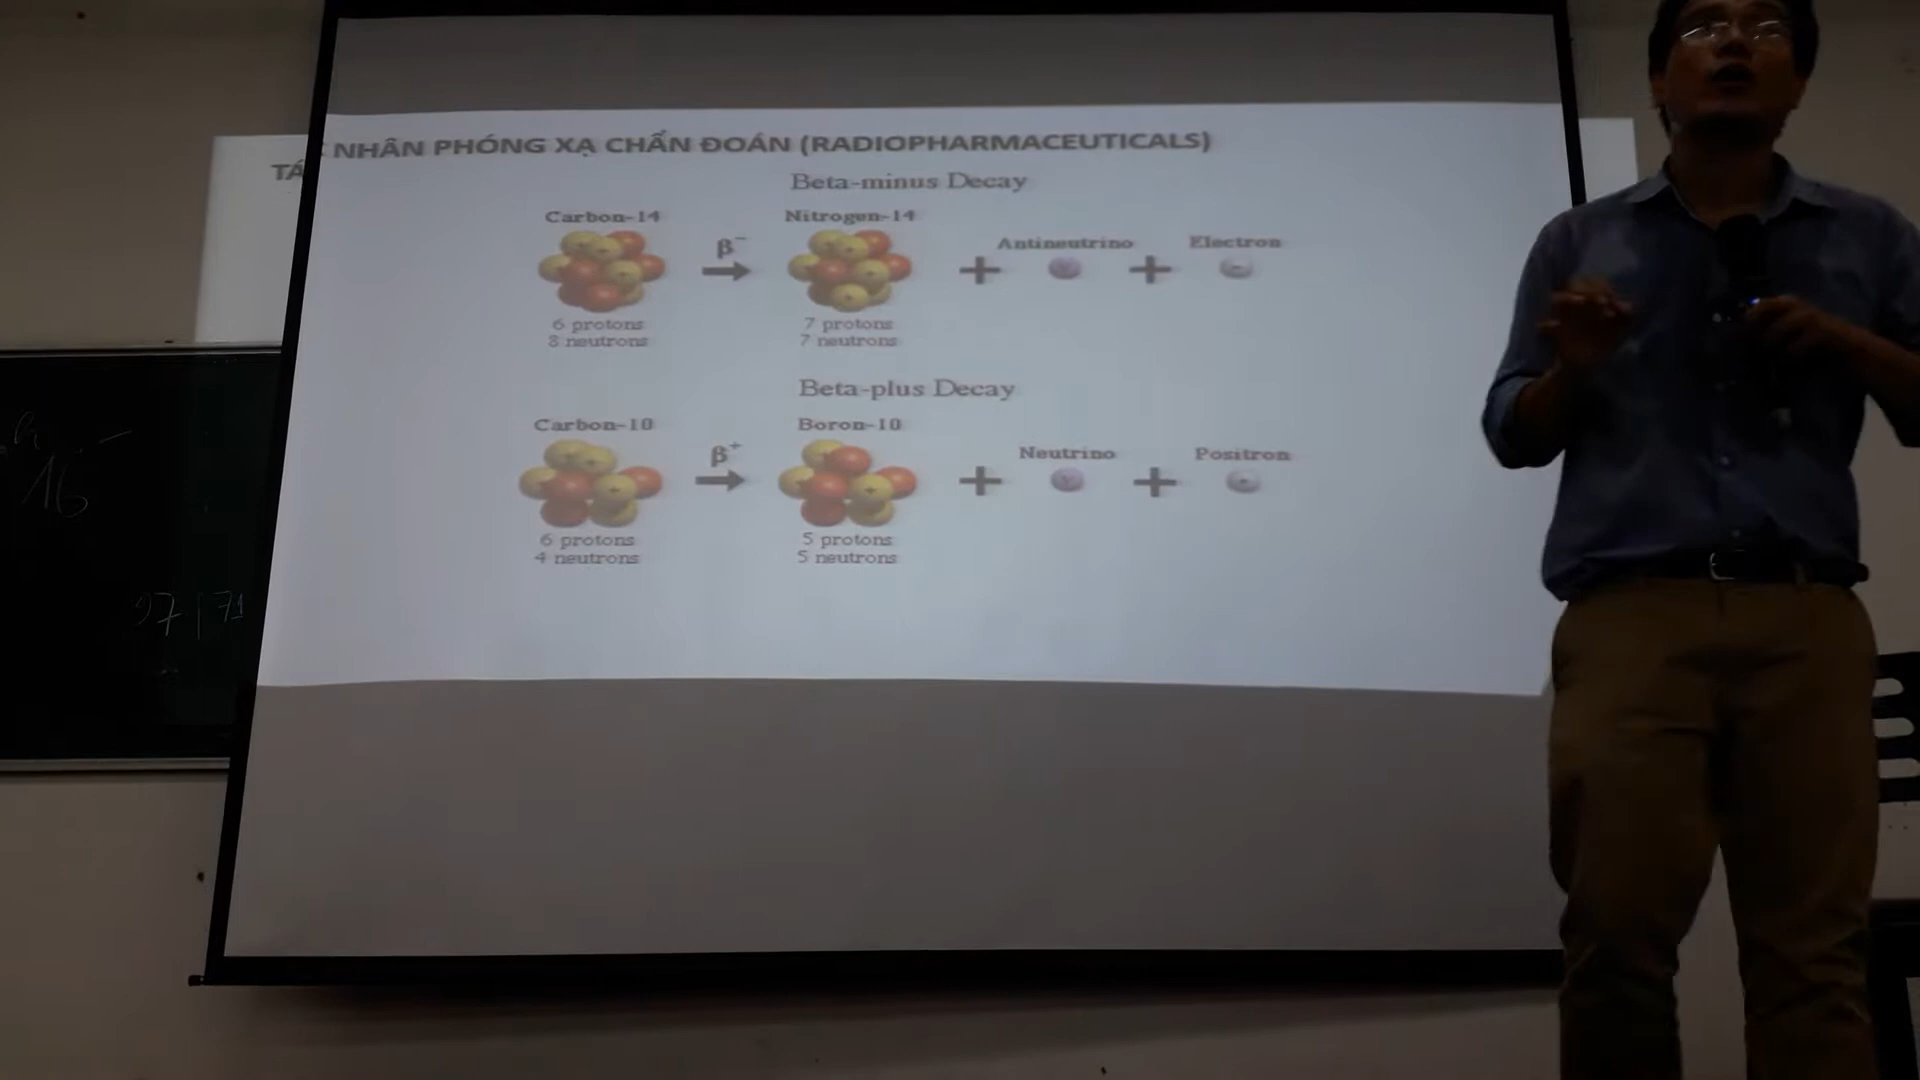 TÁC NHÂN PHÓNG XẠ CHẨN ĐOÁN (RADIOPHARMACEUTICALS)
Beta-minus Decay
Carbon-14
β⁻
Nitrogen-14
+
Antineutrino
+
Electron
6 protons
8 neutrons
7 protons
7 neutrons
Beta-plus Decay
Carbon-10
β⁺
Boron-10
+
Neutrino
+
Positron
6 protons
4 neutrons
5 protons
5 neutrons
16